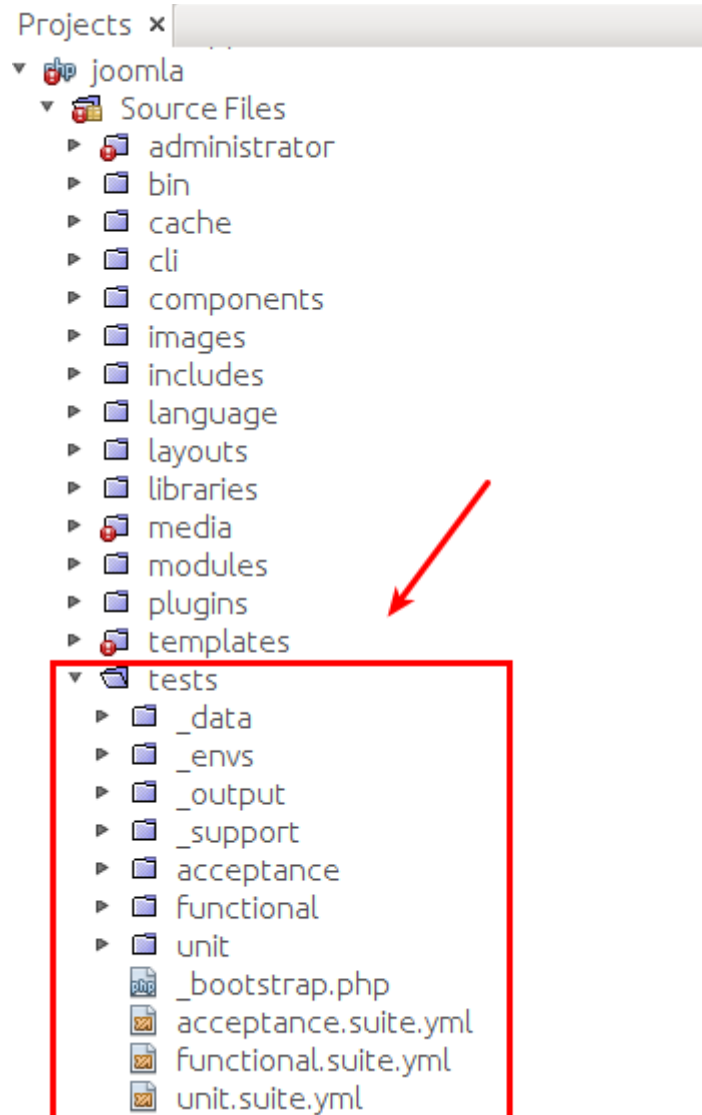 Projects ×
joomla
Source Files
administrator
bin
cache
cli
components
images
includes
language
layouts
libraries
media
modules
plugins
templates
tests
_data
_envs
_output
_support
acceptance
functional
unit
_bootstrap.php
acceptance.suite.yml
functional.suite.yml
unit.suite.yml